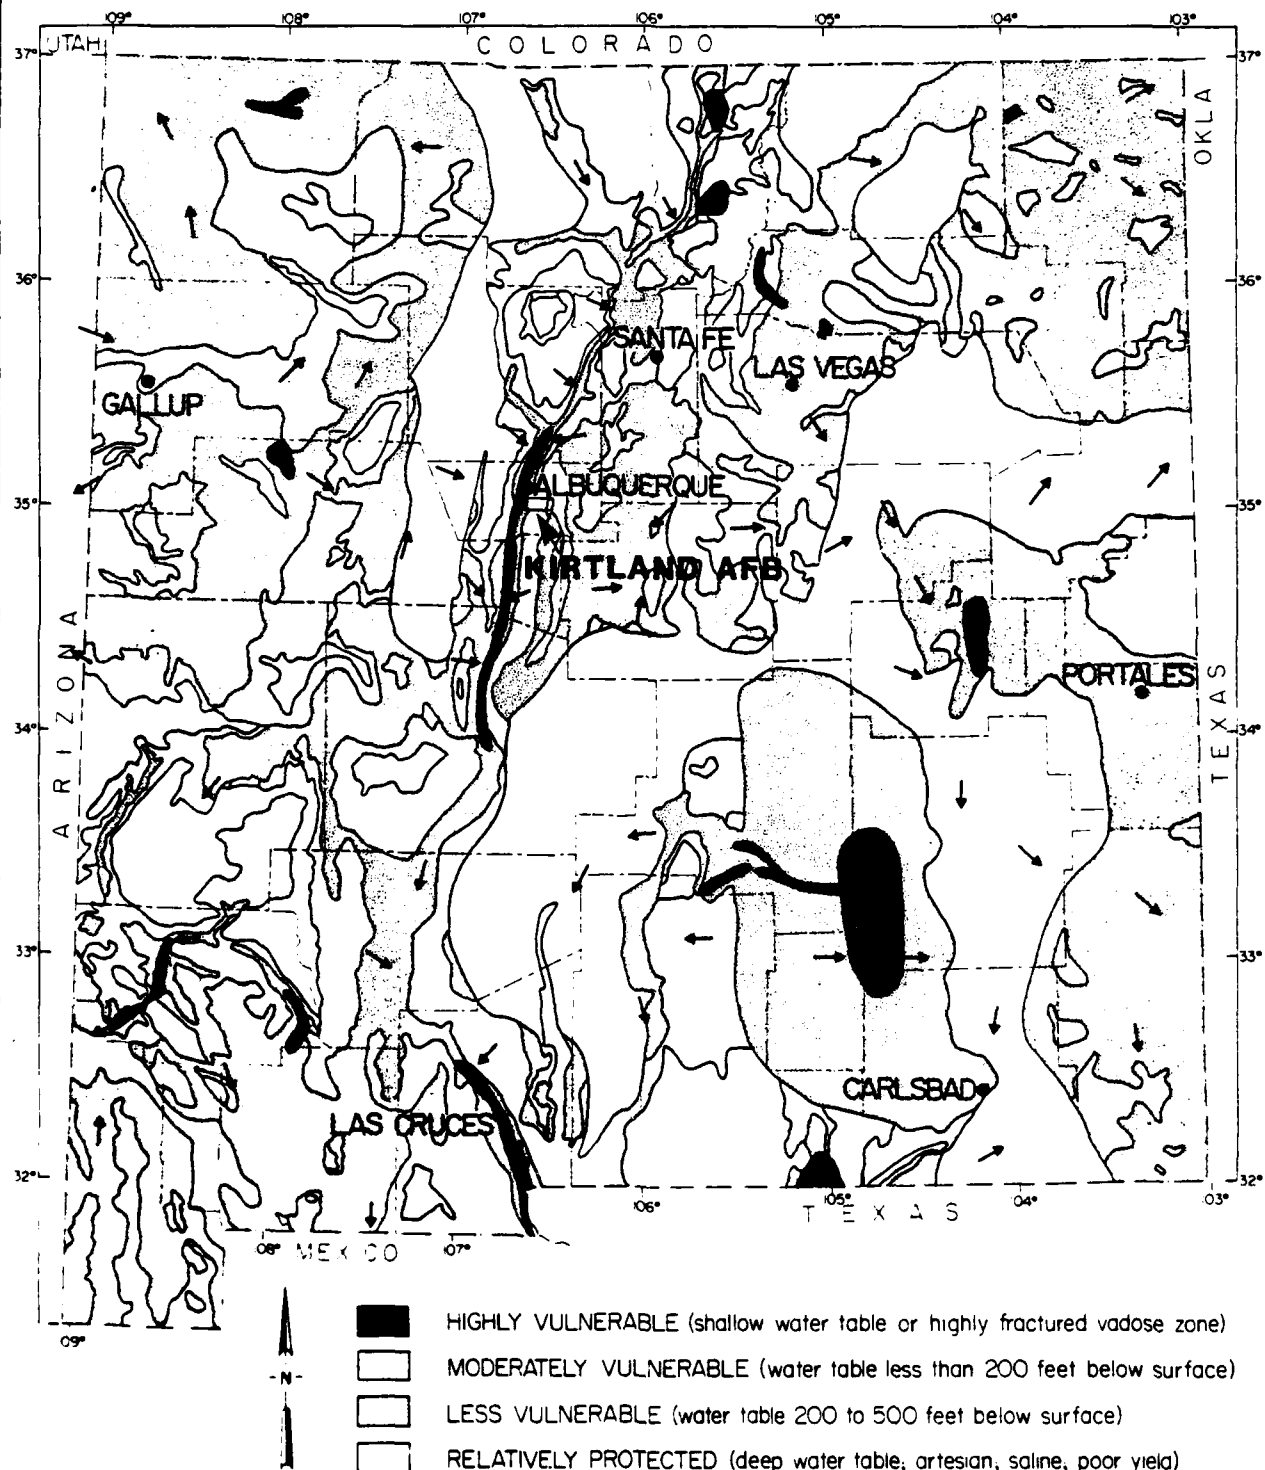 109° 108° 107° 106° 105° 104° 103°
UTAH COLORADO
37° 37°
OKLA
36° 36°
SANTA FE
LAS VEGAS
GALLUP
35° ALBUQUERQUE 35°
KIRTLAND AFB
ARIZONA
PORTALES
TEXAS
34° 34°
33° 33°
CARLSBAD
LAS CRUCES
32° 32°
106° 105° 104° 103°
TEXAS
108° MEXICO 107°
09°
-N-
HIGHLY VULNERABLE (shallow water table or highly fractured vadose zone)
MODERATELY VULNERABLE (water table less than 200 feet below surface)
LESS VULNERABLE (water table 200 to 500 feet below surface)
RELATIVELY PROTECTED (deep water table; artesian; saline; poor yield)